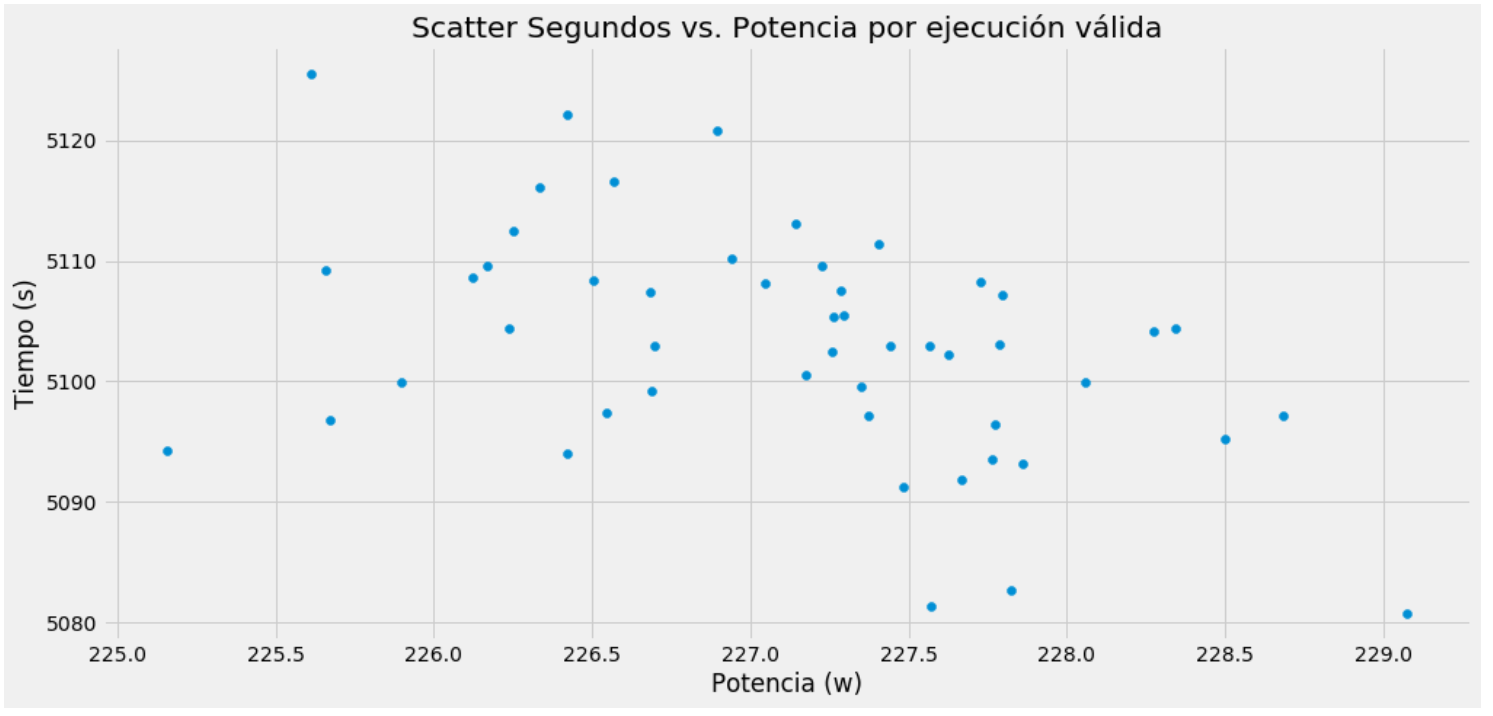 Scatter Segundos vs. Potencia por ejecución válida
Tiempo (s)
5120
5110
5100
5090
5080
225.0 225.5 226.0 226.5 227.0 227.5 228.0 228.5 229.0
Potencia (w)